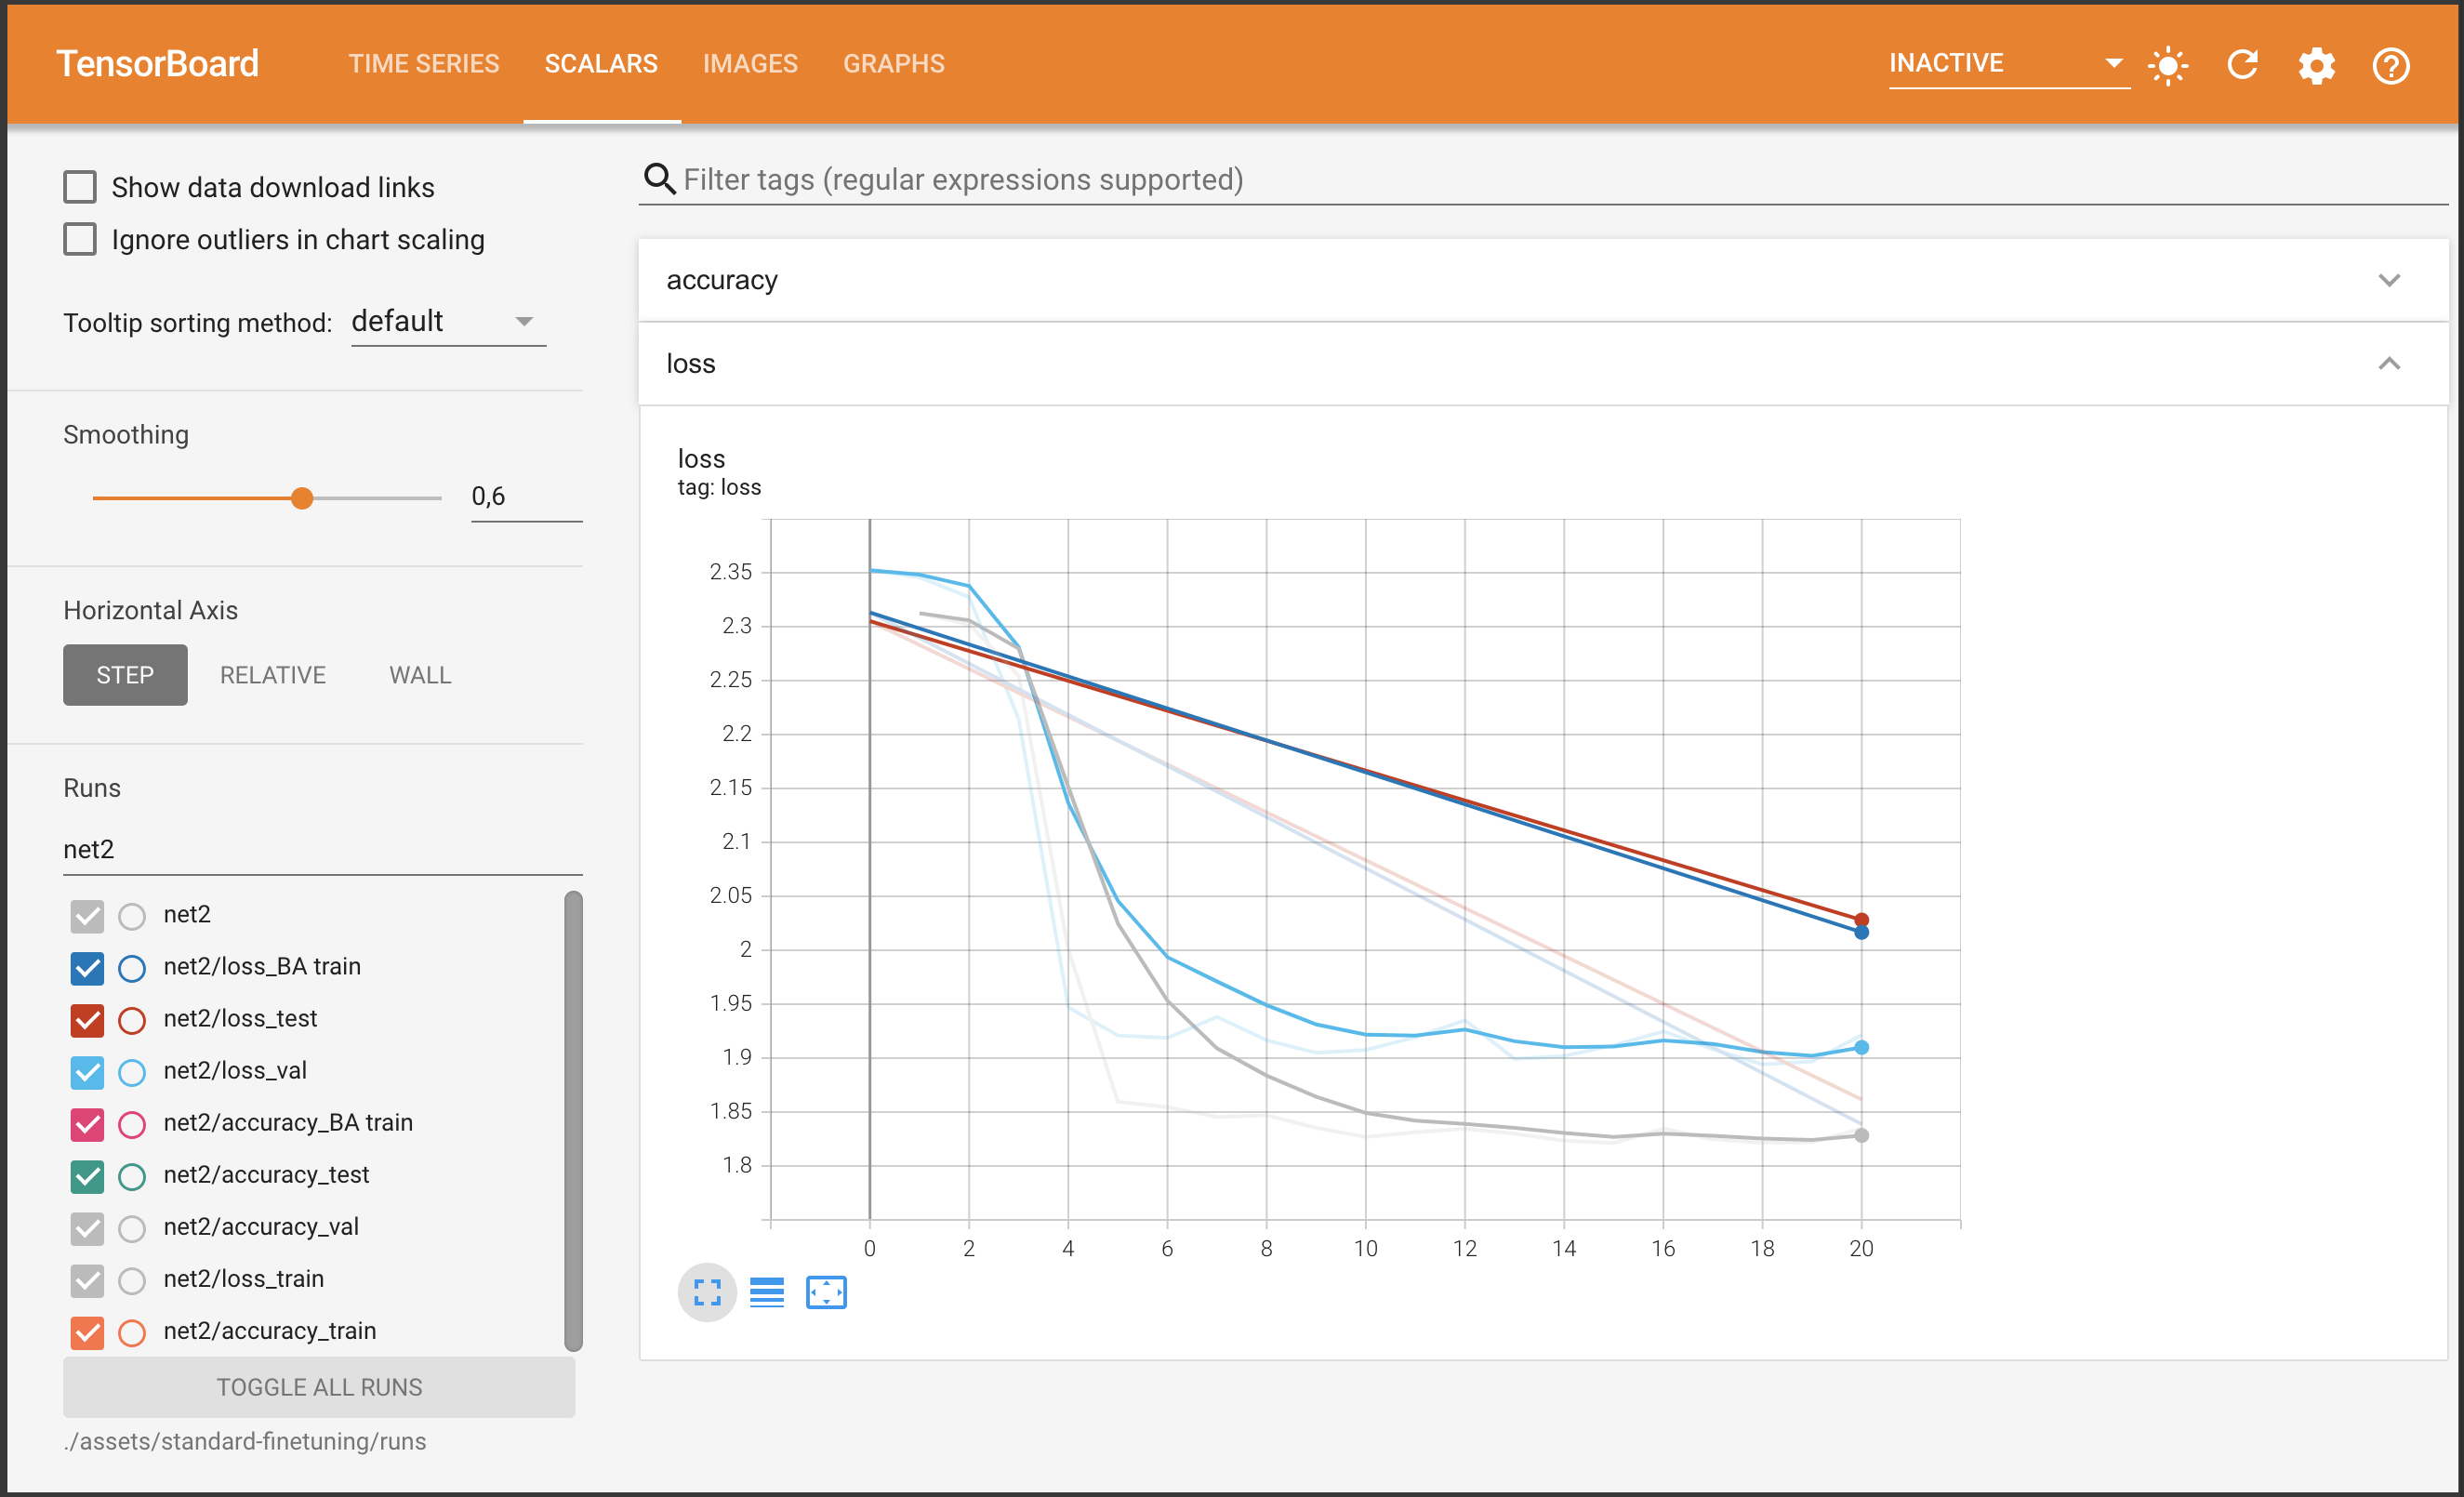 TensorBoard TIME SERIES SCALARS IMAGES GRAPHS INACTIVE
Show data download links
Ignore outliers in chart scaling
Tooltip sorting method: default
Smoothing
0,6
Horizontal Axis
STEP RELATIVE WALL
Runs
net2
net2
net2/loss_BA train
net2/loss_test
net2/loss_val
net2/accuracy_BA train
net2/accuracy_test
net2/accuracy_val
net2/loss_train
net2/accuracy_train
TOGGLE ALL RUNS
./assets/standard-finetuning/runs
Filter tags (regular expressions supported)
accuracy
loss
loss
tag: loss
2.35
2.3
2.25
2.2
2.15
2.1
2.05
2
1.95
1.9
1.85
1.8
0 2 4 6 8 10 12 14 16 18 20